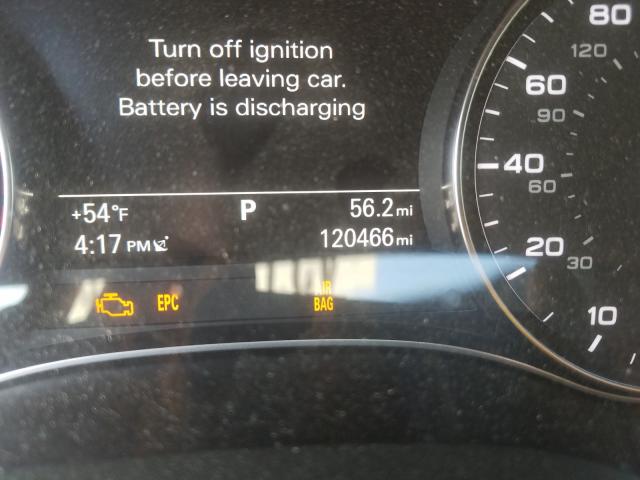 Turn off ignition
before leaving car.
Battery is discharging
+54°F P 56.2 mi
4:17 PM 120466 mi
EPC AIR BAG
80
120
60
90
40
60
20
30
10